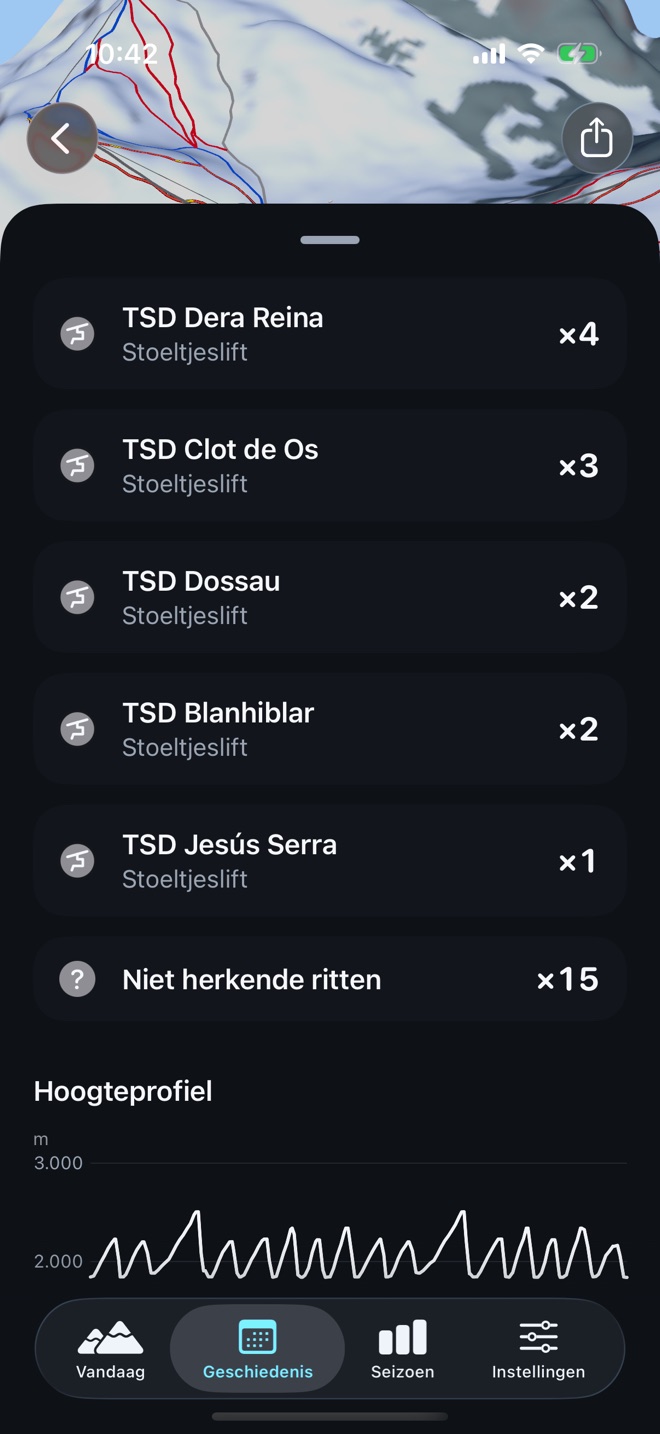 10:42
TSD Dera Reina
Stoeltjeslift
×4
TSD Clot de Os
Stoeltjeslift
×3
TSD Dossau
Stoeltjeslift
×2
TSD Blanhiblar
Stoeltjeslift
×2
TSD Jesús Serra
Stoeltjeslift
×1
?
Niet herkende ritten
×15
Hoogteprofiel
m
3.000
2.000
Vandaag
Geschiedenis
Seizoen
Instellingen